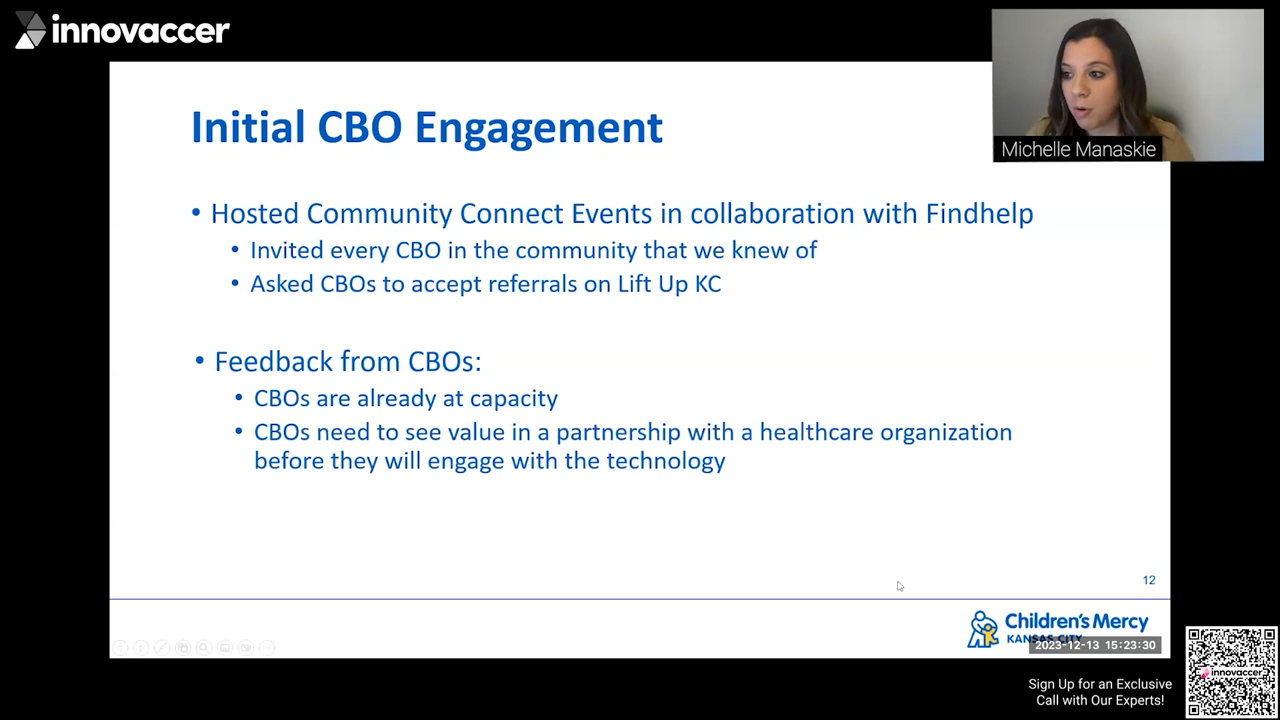 innovaccer
Michelle Manaskie
Initial CBO Engagement
• Hosted Community Connect Events in collaboration with Findhelp
• Invited every CBO in the community that we knew of
• Asked CBOs to accept referrals on Lift Up KC
• Feedback from CBOs:
• CBOs are already at capacity
• CBOs need to see value in a partnership with a healthcare organization
before they will engage with the technology
12
Children's Mercy
KANSAS CITY
2023-12-13 15:23:30
innovaccer
Sign Up for an Exclusive
Call with Our Experts!